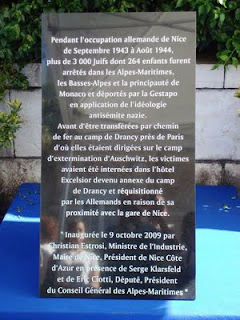 Pendant l'occupation allemande de Nice
de Septembre 1943 à Août 1944,
plus de 3 000 Juifs dont 264 enfants furent
arrêtés dans les Alpes-Maritimes,
les Basses-Alpes et la principauté de
Monaco et déportés par la Gestapo
en application de l'idéologie
antisémite nazie.
Avant d'être transférées par chemin
de fer au camp de Drancy près de Paris
d'où elles étaient dirigées sur le camp
d'extermination d'Auschwitz, les victimes
avaient été internées dans l'hôtel
Excelsior devenu annexe du camp
de Drancy et réquisitionné
par les Allemands en raison de sa
proximité avec la gare de Nice.
" Inaugurée le 9 octobre 2009 par
Christian Estrosi, Ministre de l'Industrie,
Maire de Nice, Président de Nice Côte
d'Azur en présence de Serge Klarsfeld
et de Eric Ciotti, Député, Président
du Conseil Général des Alpes-Maritimes "